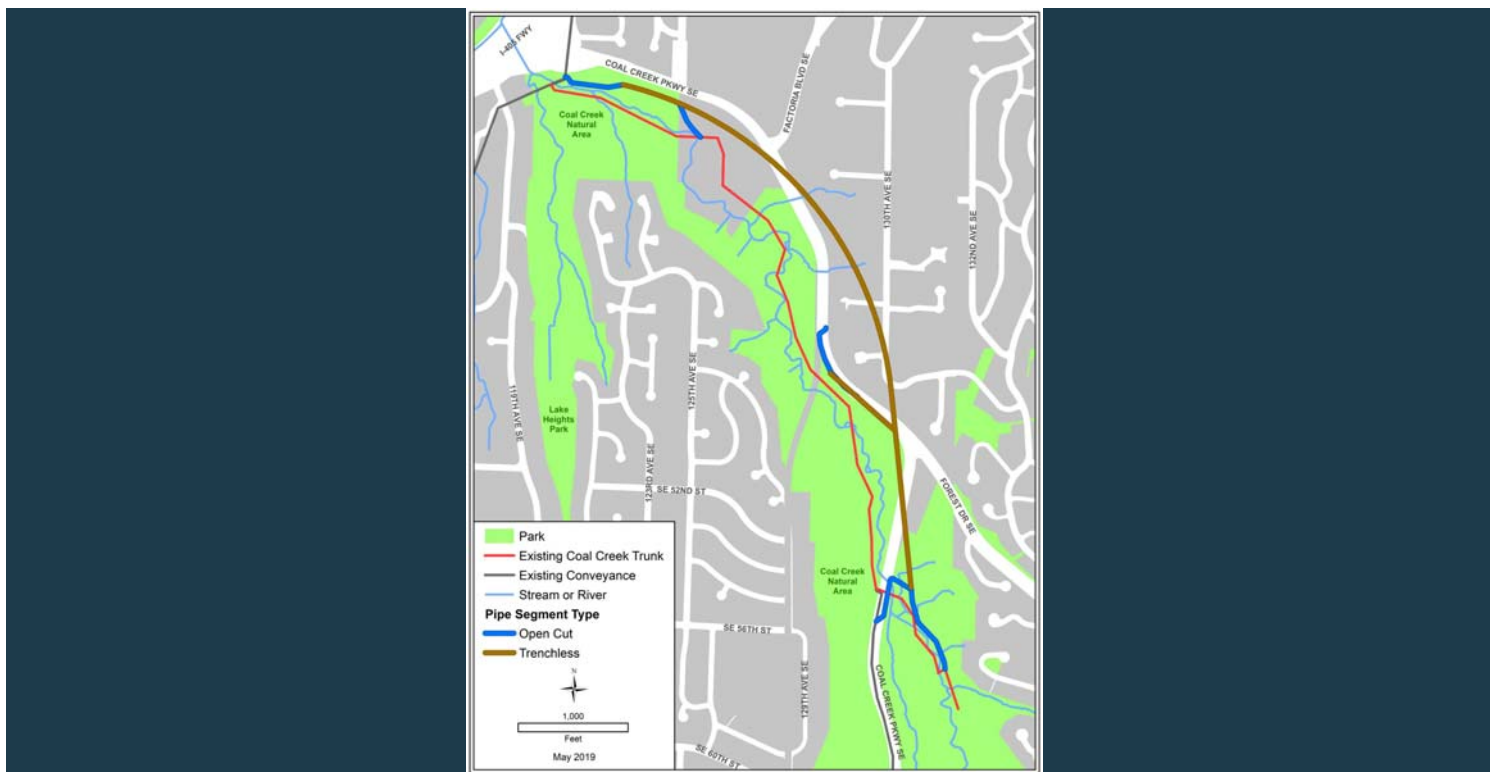 I-405 FWY
COAL CREEK PKWY SE
FACTORIA BLVD SE
Coal Creek
Natural
Area
130TH AVE SE
132ND AVE SE
119TH AVE SE
125TH AVE SE
Lake
Heights
Park
123RD AVE SE
SE 52ND ST
FOREST DR SE
Park
Existing Coal Creek Trunk
Existing Conveyance
Stream or River
Pipe Segment Type
Open Cut
Trenchless
N
1,000
Feet
May 2019
Coal Creek
Natural
Area
SE 56TH ST
129TH AVE SE
COAL CREEK PKWY SE
SE 60TH ST